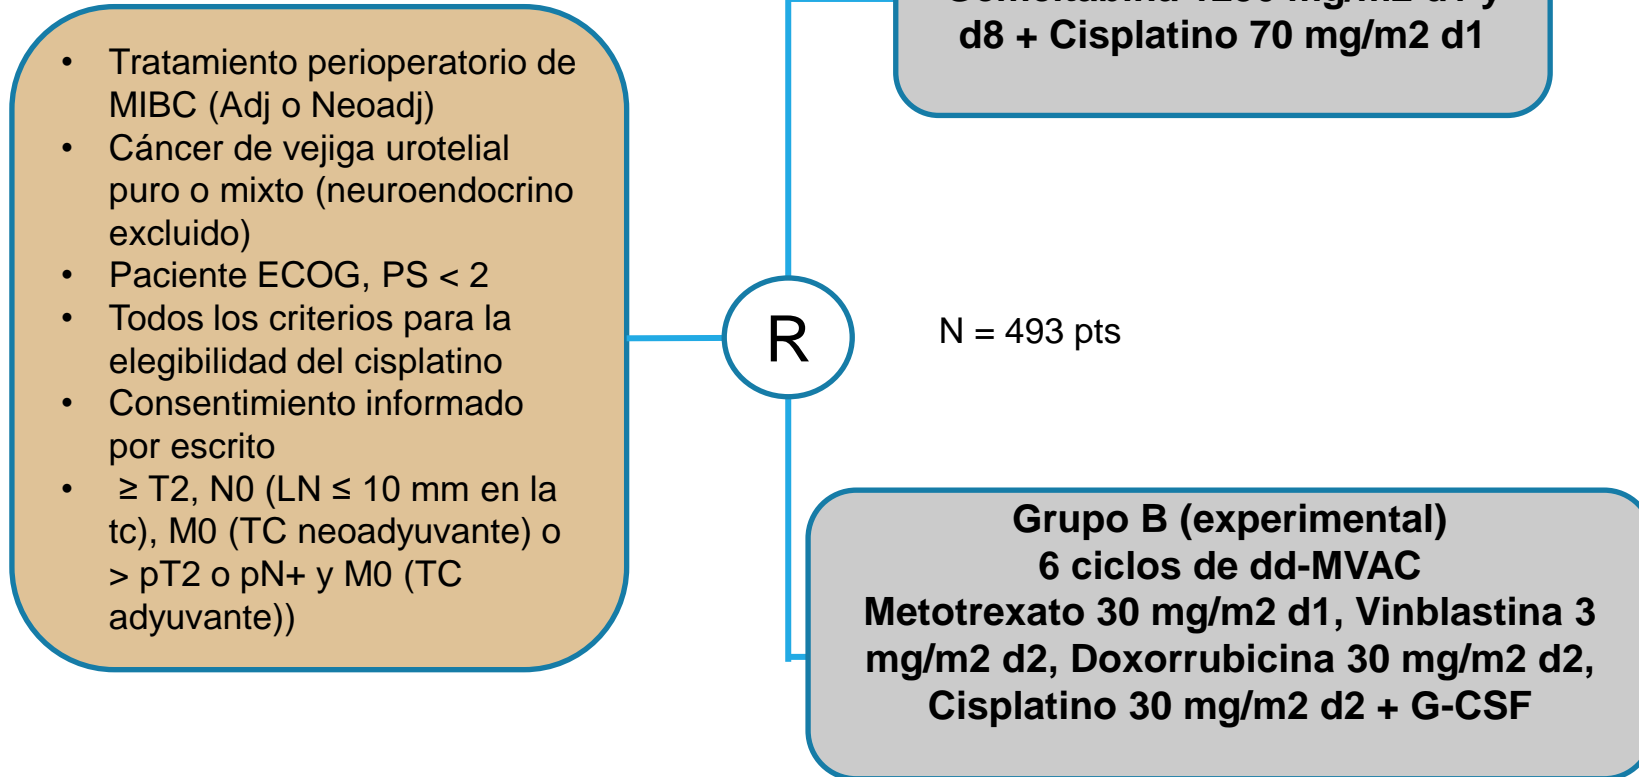 • Tratamiento perioperatorio de
MIBC (Adj o Neoadj)
• Cáncer de vejiga urotelial
puro o mixto (neuroendocrino
excluido)
• Paciente ECOG, PS < 2
• Todos los criterios para la
elegibilidad del cisplatino
• Consentimiento informado
por escrito
• ≥ T2, N0 (LN ≤ 10 mm en la
tc), M0 (TC neoadyuvante) o
> pT2 o pN+ y M0 (TC
adyuvante))
R
d8 + Cisplatino 70 mg/m2 d1
N = 493 pts
Grupo B (experimental)
6 ciclos de dd-MVAC
Metotrexato 30 mg/m2 d1, Vinblastina 3
mg/m2 d2, Doxorrubicina 30 mg/m2 d2,
Cisplatino 30 mg/m2 d2 + G-CSF